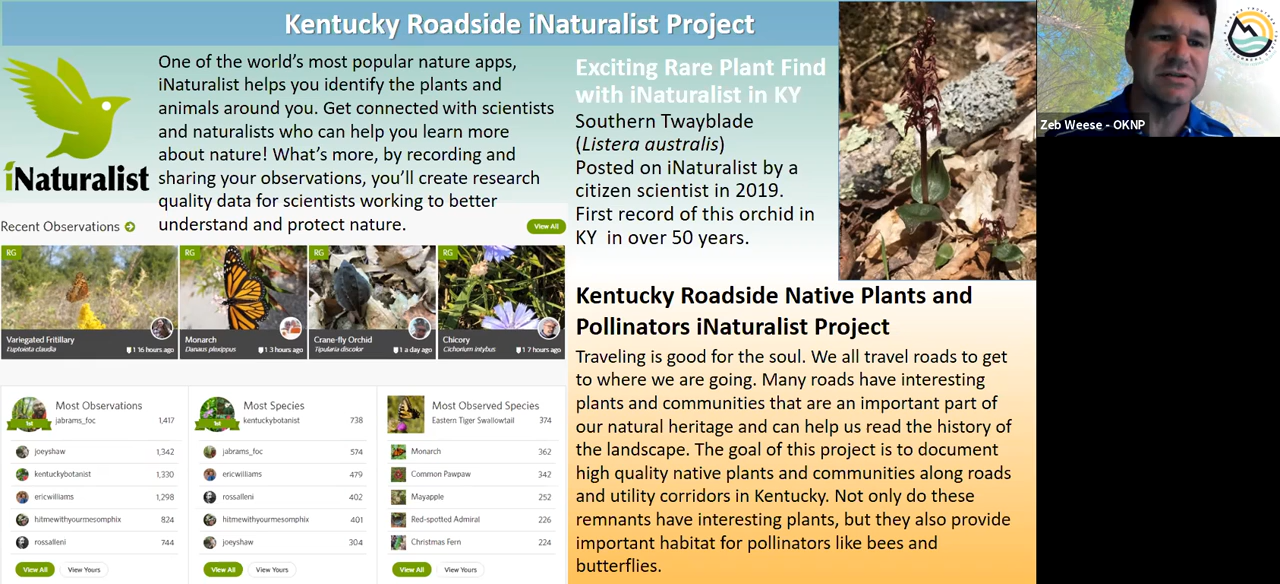 Kentucky Roadside iNaturalist Project
One of the world's most popular nature apps,
iNaturalist helps you identify the plants and
animals around you. Get connected with scientists
and naturalists who can help you learn more
about nature! What's more, by recording and
sharing your observations, you'll create research
quality data for scientists working to better
understand and protect nature.
iNaturalist
Recent Observations
View All
RG
RG
RG
RG
Variegated Fritillary
Euptoieta claudia
1 16 hours ago
Monarch
Danaus plexippus
1 3 hours ago
Crane-fly Orchid
Tipularia discolor
1 a day ago
Chicory
Cichorium intybus
1 7 hours ago
1st
Most Observations
jabrams_foc 1,417
joeyshaw 1,342
kentuckybotanist 1,330
ericwilliams 1,298
hitmewithyourmesomphix 824
rossalleni 744
View All
View Yours
1st
Most Species
kentuckybotanist 738
jabrams_foc 574
ericwilliams 479
rossalleni 402
hitmewithyourmesomphix 401
joeyshaw 304
View All
View Yours
Most Observed Species
Eastern Tiger Swallowtail 374
Monarch 362
Common Pawpaw 342
Mayapple 252
Red-spotted Admiral 226
Christmas Fern 224
View All
View Yours
Exciting Rare Plant Find
with iNaturalist in KY
Southern Twayblade
(Listera australis)
Posted on iNaturalist by a
citizen scientist in 2019.
First record of this orchid in
KY in over 50 years.
Kentucky Roadside Native Plants and
Pollinators iNaturalist Project
Traveling is good for the soul. We all travel roads to get
to where we are going. Many roads have interesting
plants and communities that are an important part of
our natural heritage and can help us read the history of
the landscape. The goal of this project is to document
high quality native plants and communities along roads
and utility corridors in Kentucky. Not only do these
remnants have interesting plants, but they also provide
important habitat for pollinators like bees and
butterflies.
Zeb Weese - OKNP